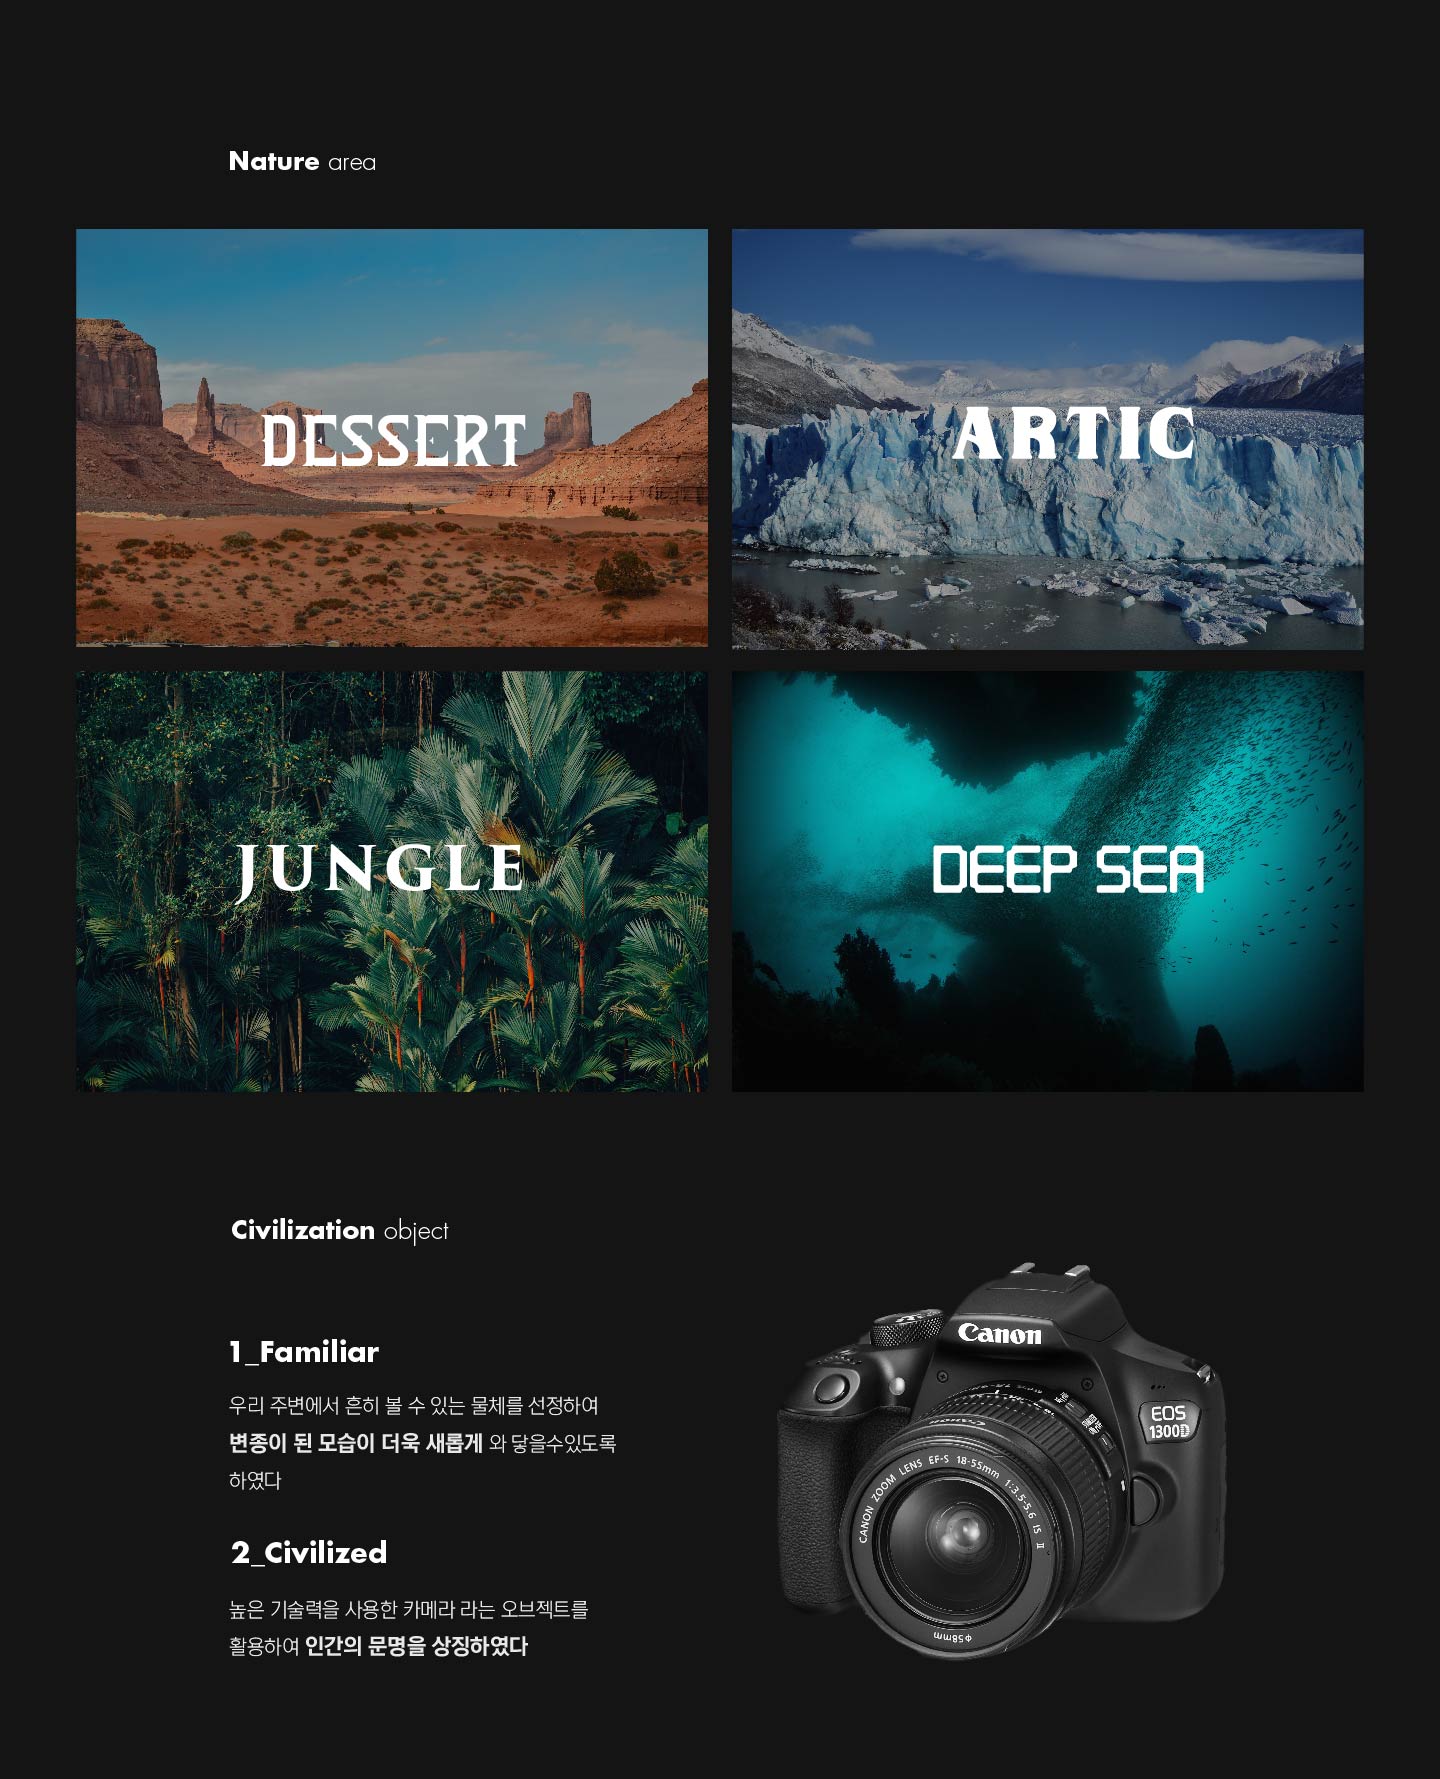 Nature area
DESSERT
ARTIC
JUNGLE
DEEP SEA
Civilization object
1_Familiar
우리 주변에서 흔히 볼 수 있는 물체를 선정하여
변종이 된 모습이 더욱 새롭게 와 닿을수있도록
하였다
2_Civilized
높은 기술력을 사용한 카메라 라는 오브젝트를
활용하여 인간의 문명을 상징하였다
Canon
EOS
1300D
Canon
CANON ZOOM LENS EF-S 18-55mm 1:3.5-5.6 IS II
φ58mm